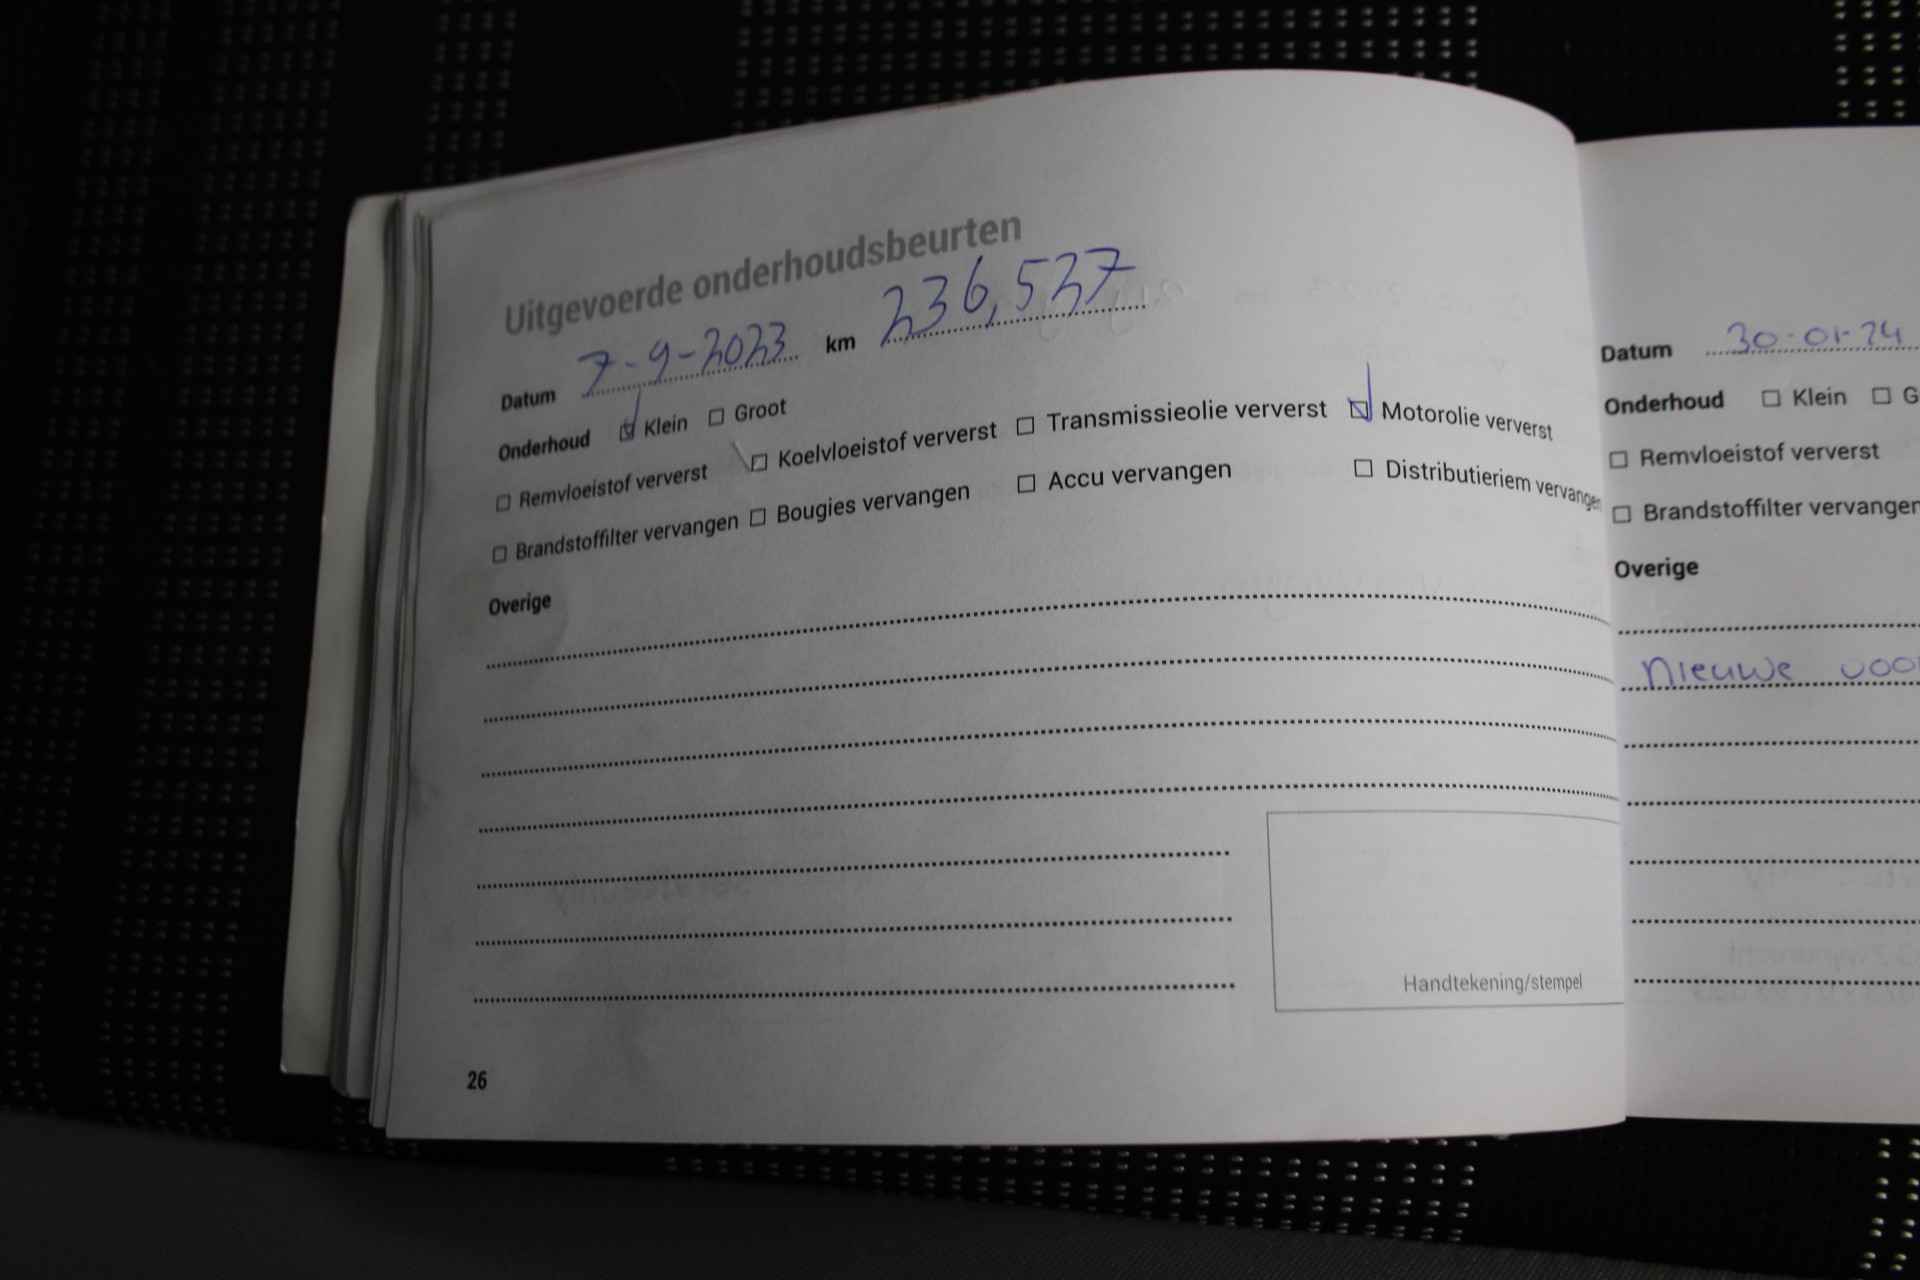 Uitgevoerde onderhoudsbeurten
Datum 7-9-2023 km 236,527
Onderhoud ☑ Klein ☐ Groot
☐ Remvloeistof ververst ☐ Koelvloeistof ververst ☐ Transmissieolie ververst ☑ Motorolie ververst
☐ Brandstoffilter vervangen ☐ Bougies vervangen ☐ Accu vervangen ☐ Distributieriem vervangen
Overige
Handtekening/stempel
26
Datum 30-01-24
Onderhoud ☐ Klein ☐ G
☐ Remvloeistof ververst
☐ Brandstoffilter vervangen
Overige
Nieuwe voo